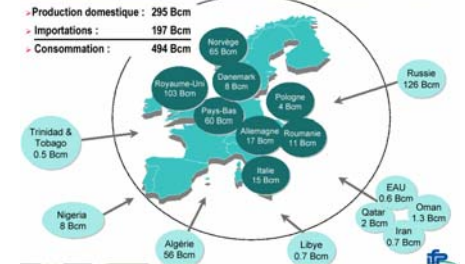 ➢Production domestique : 295 Bcm
➢ Importations : 197 Bcm
➢ Consommation : 494 Bcm
Norvège
65 Bcm
Russie
126 Bcm
Royaume-Uni
103 Bcm
Danemark
8 Bcm
Pologne
4 Bcm
Pays-Bas
60 Bcm
Trinidad &
Tobago
0.5 Bcm
Allemagne
17 Bcm
Roumanie
11 Bcm
Italie
15 Bcm
EAU
0.6 Bcm
Nigeria
8 Bcm
Qatar
2 Bcm
Oman
1.3 Bcm
Iran
0.7 Bcm
Algérie
56 Bcm
Libye
0.7 Bcm
ifp